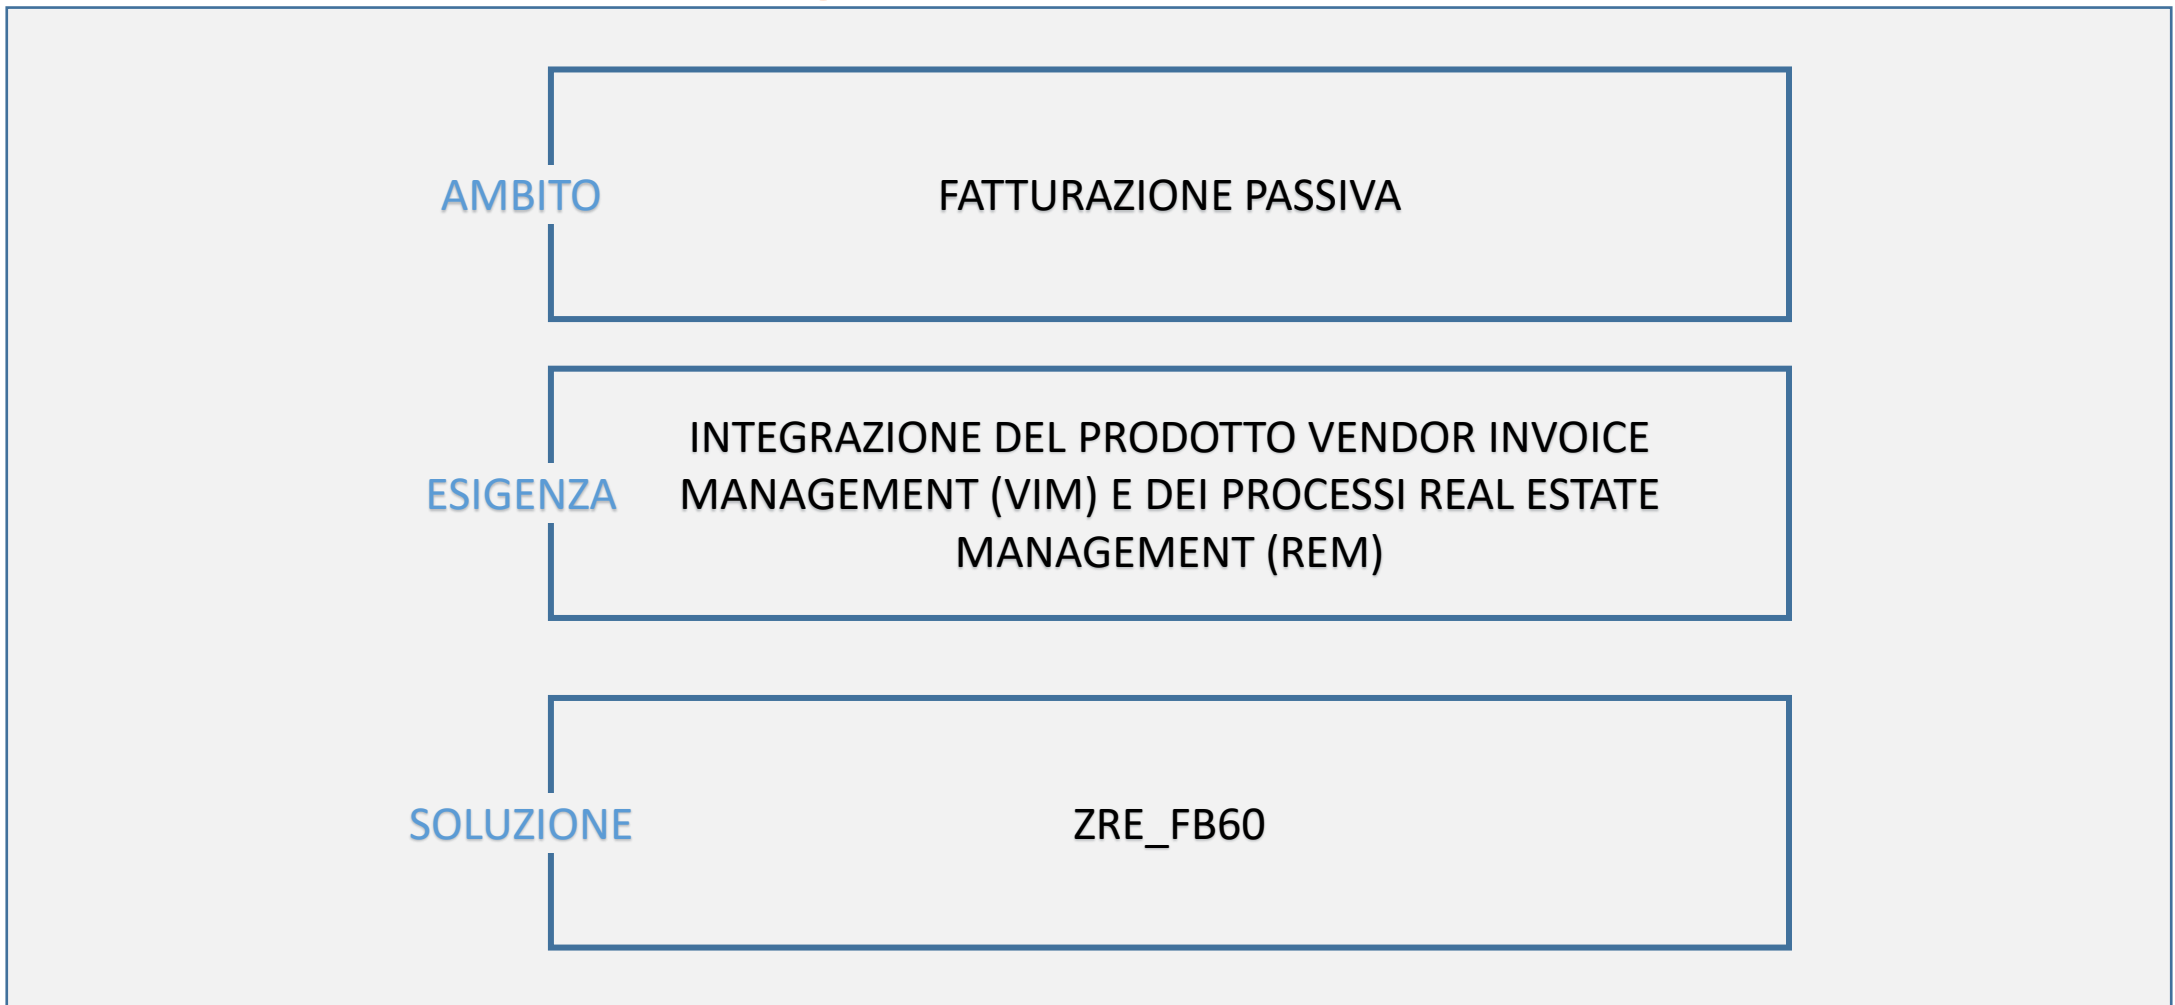 AMBITO
FATTURAZIONE PASSIVA
ESIGENZA
INTEGRAZIONE DEL PRODOTTO VENDOR INVOICE
MANAGEMENT (VIM) E DEI PROCESSI REAL ESTATE
MANAGEMENT (REM)
SOLUZIONE
ZRE_FB60